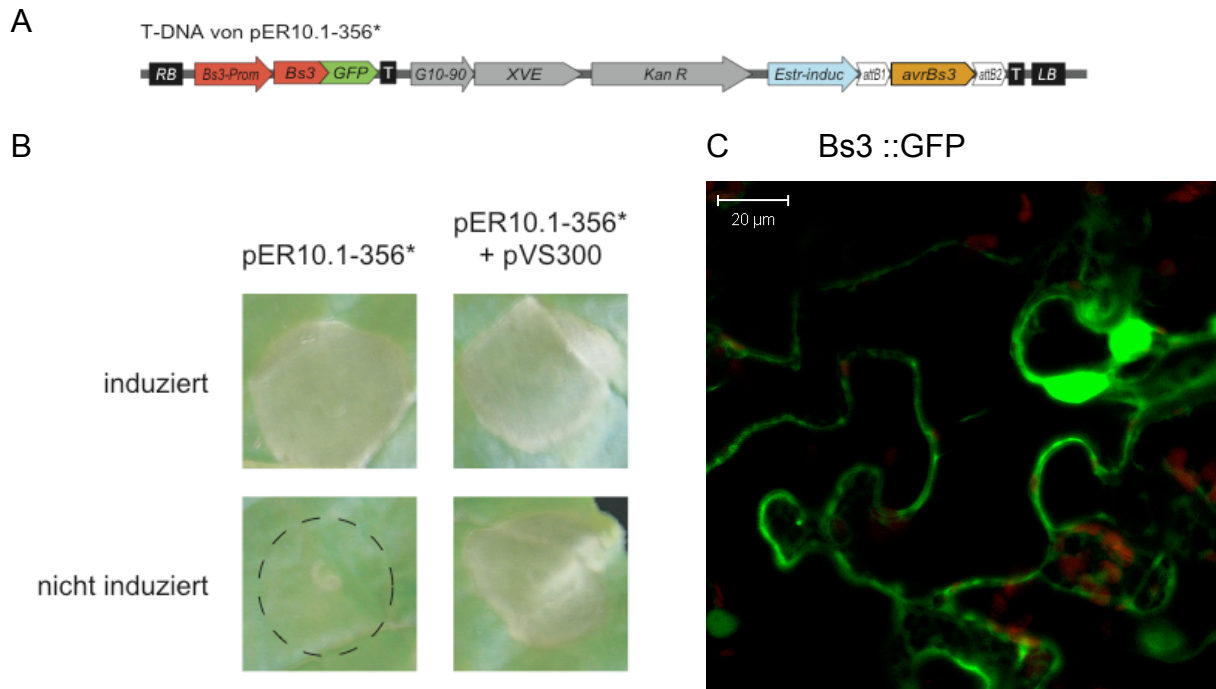 A
T-DNA von pER10.1-356*
RB Bs3-Prom Bs3 GFP T G10-90 XVE Kan R Estr-induc attB1 avrBs3 attB2 T LB
B
C Bs3 ::GFP
pER10.1-356*
pER10.1-356*
+ pVS300
induziert
nicht induziert
20 µm